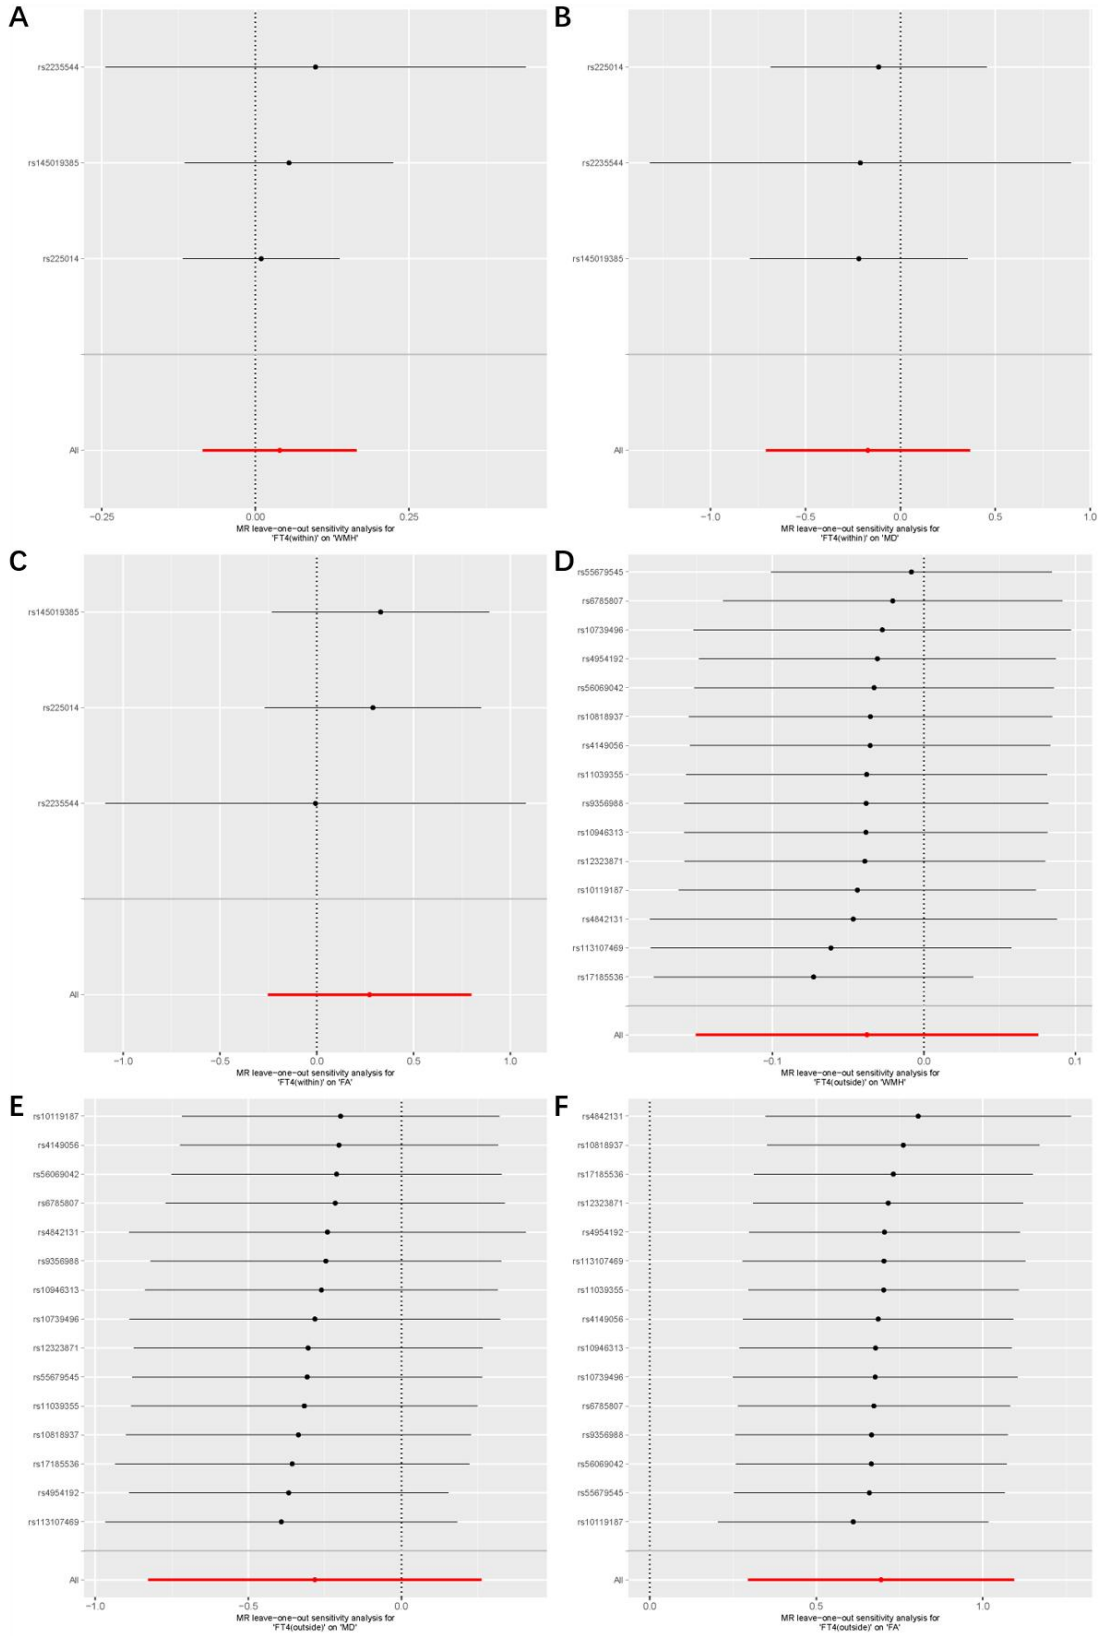 A
rs2235544
rs145019385
rs225014
All
−0.25 0.00 0.25
MR leave−one−out sensitivity analysis for
'FT4(within)' on 'WMH'
B
rs225014
rs2235544
rs145019385
All
−1.0 −0.5 0.0 0.5 1.0
MR leave−one−out sensitivity analysis for
'FT4(within)' on 'MD'
C
rs145019385
rs225014
rs2235544
All
−1.0 −0.5 0.0 0.5 1.0
MR leave−one−out sensitivity analysis for
'FT4(within)' on 'FA'
D
rs55679545
rs6785807
rs10739496
rs4954192
rs56069042
rs10818937
rs4149056
rs11039355
rs9356988
rs10946313
rs12323871
rs10119187
rs4842131
rs113107469
rs17185536
All
−0.1 0.0 0.1
MR leave−one−out sensitivity analysis for
'FT4(outside)' on 'WMH'
E
rs10119187
rs4149056
rs56069042
rs6785807
rs4842131
rs9356988
rs10946313
rs10739496
rs12323871
rs55679545
rs11039355
rs10818937
rs17185536
rs4954192
rs113107469
All
−1.0 −0.5 0.0
MR leave−one−out sensitivity analysis for
'FT4(outside)' on 'MD'
F
rs4842131
rs10818937
rs17185536
rs12323871
rs4954192
rs113107469
rs11039355
rs4149056
rs10946313
rs10739496
rs6785807
rs9356988
rs56069042
rs55679545
rs10119187
All
0.0 0.5 1.0
MR leave−one−out sensitivity analysis for
'FT4(outside)' on 'FA'